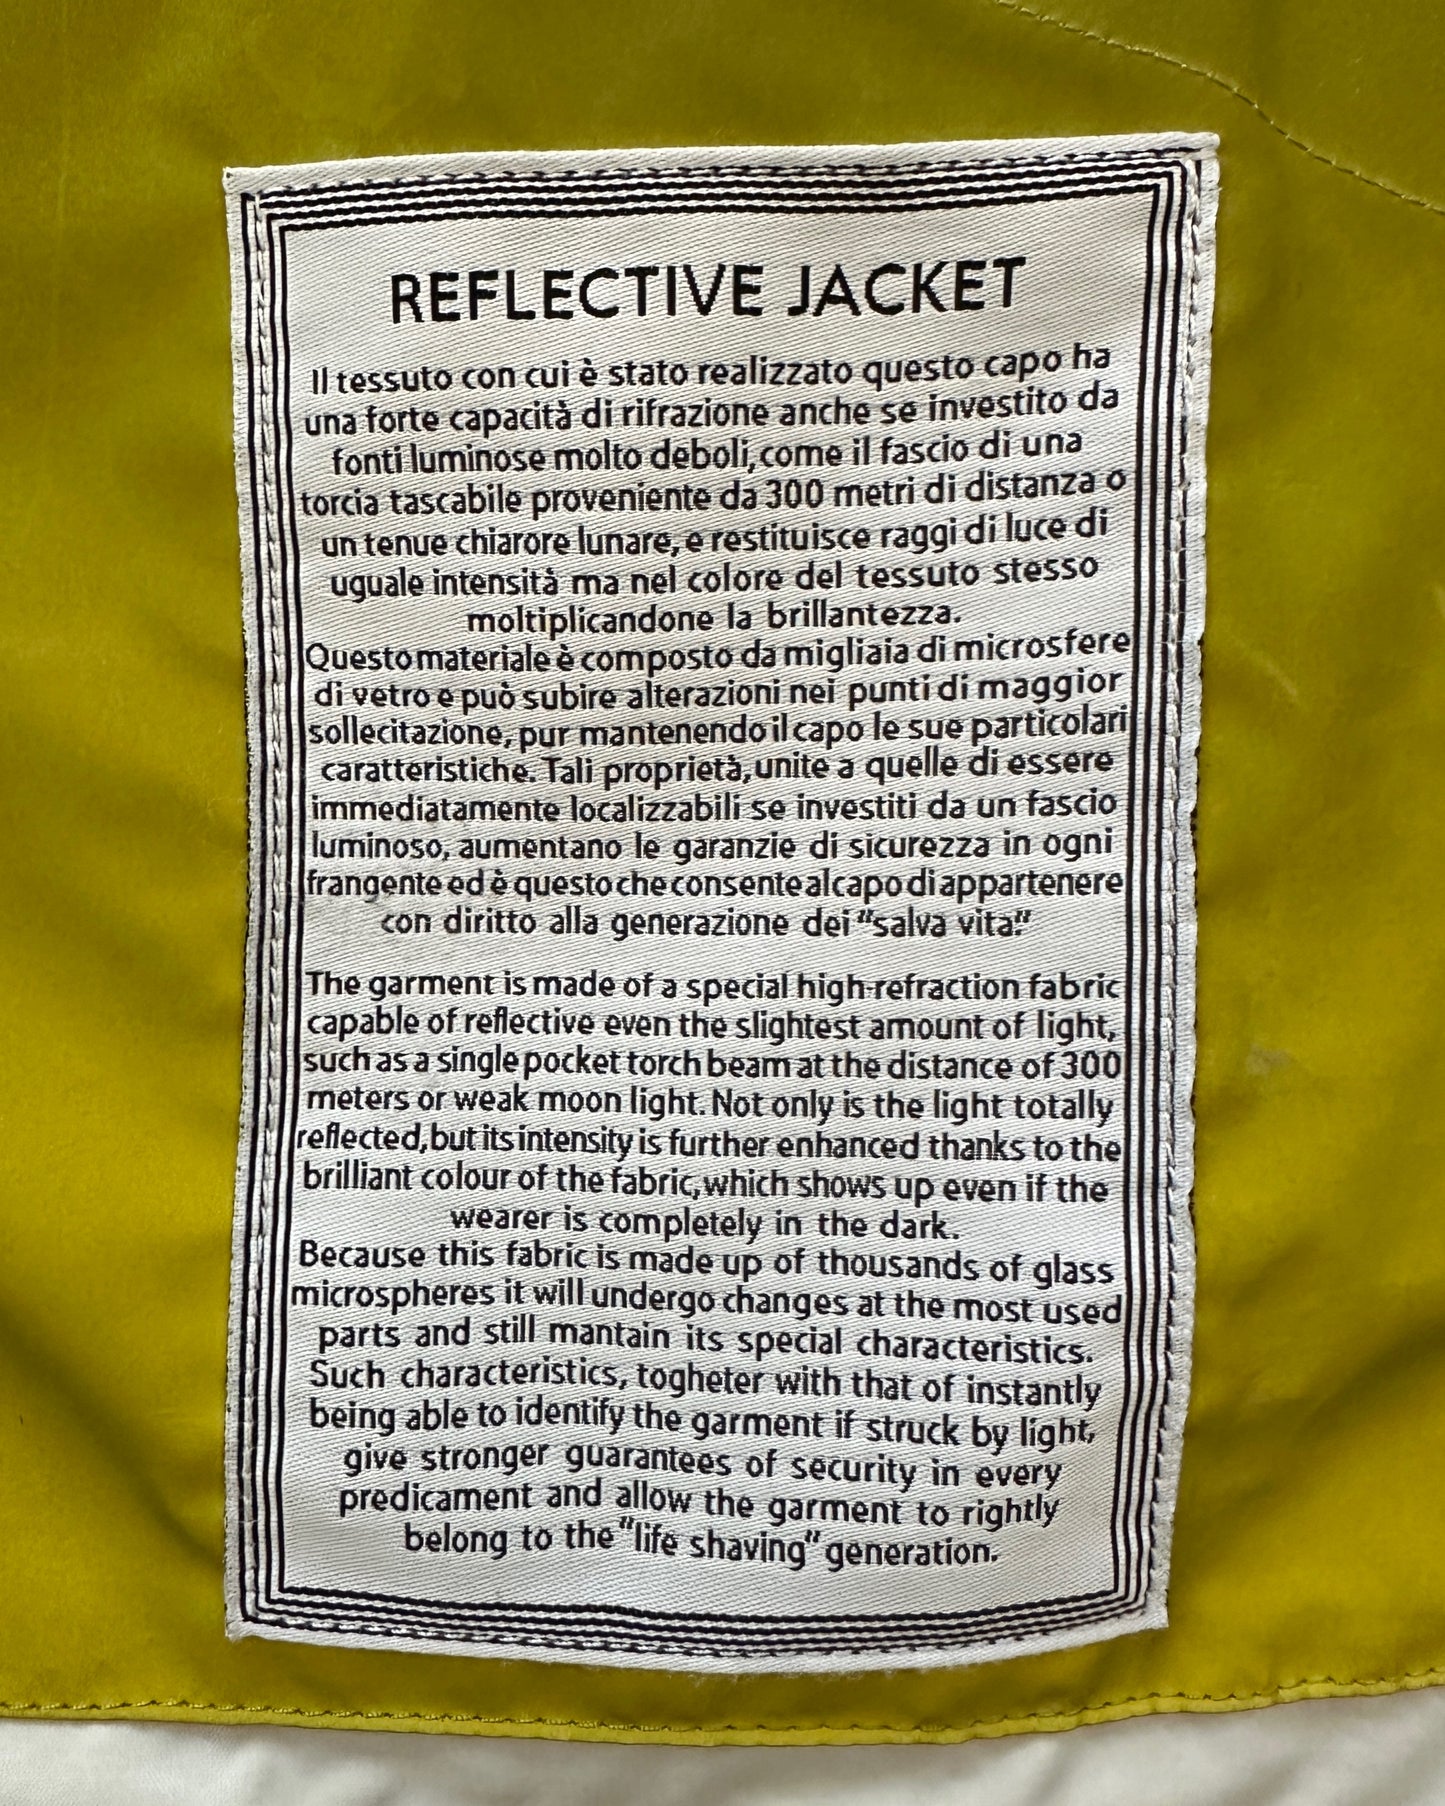 REFLECTIVE JACKET
Il tessuto con cui è stato realizzato questo capo ha
una forte capacità di rifrazione anche se investito da
fonti luminose molto deboli, come il fascio di una
torcia tascabile proveniente da 300 metri di distanza o
un tenue chiarore lunare, e restituisce raggi di luce di
uguale intensità ma nel colore del tessuto stesso
moltiplicandone la brillantezza.
Questo materiale è composto da migliaia di microsfere
di vetro e può subire alterazioni nei punti di maggior
sollecitazione, pur mantenendo il capo le sue particolari
caratteristiche. Tali proprietà, unite a quelle di essere
immediatamente localizzabili se investiti da un fascio
luminoso, aumentano le garanzie di sicurezza in ogni
frangente ed è questo che consente al capo di appartenere
con diritto alla generazione dei "salva vita."
The garment is made of a special high-refraction fabric
capable of reflective even the slightest amount of light,
such as a single pocket torch beam at the distance of 300
meters or weak moon light. Not only is the light totally
reflected, but its intensity is further enhanced thanks to the
brilliant colour of the fabric, which shows up even if the
wearer is completely in the dark.
Because this fabric is made up of thousands of glass
microspheres it will undergo changes at the most used
parts and still mantain its special characteristics.
Such characteristics, togheter with that of instantly
being able to identify the garment if struck by light,
give stronger guarantees of security in every
predicament and allow the garment to rightly
belong to the "life shaving" generation.